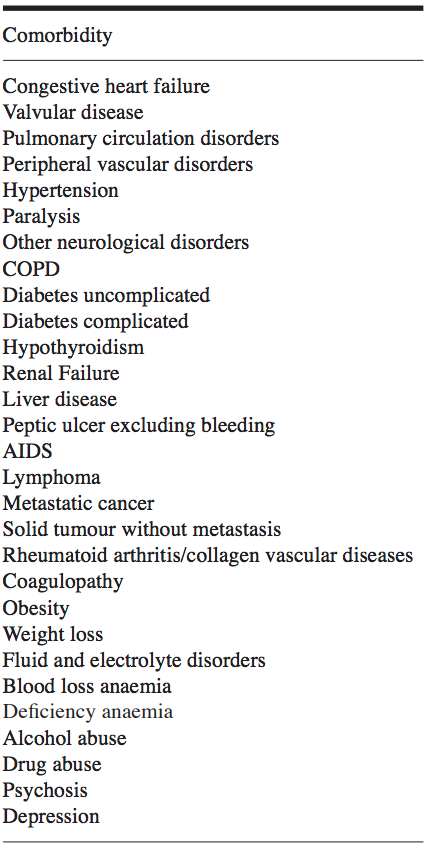 Comorbidity
Congestive heart failure
Valvular disease
Pulmonary circulation disorders
Peripheral vascular disorders
Hypertension
Paralysis
Other neurological disorders
COPD
Diabetes uncomplicated
Diabetes complicated
Hypothyroidism
Renal Failure
Liver disease
Peptic ulcer excluding bleeding
AIDS
Lymphoma
Metastatic cancer
Solid tumour without metastasis
Rheumatoid arthritis/collagen vascular diseases
Coagulopathy
Obesity
Weight loss
Fluid and electrolyte disorders
Blood loss anaemia
Deficiency anaemia
Alcohol abuse
Drug abuse
Psychosis
Depression